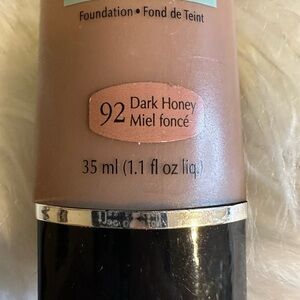 Foundation • Fond de Teint
92 Dark Honey
Miel foncé
35 ml (1.1 fl oz liq.)